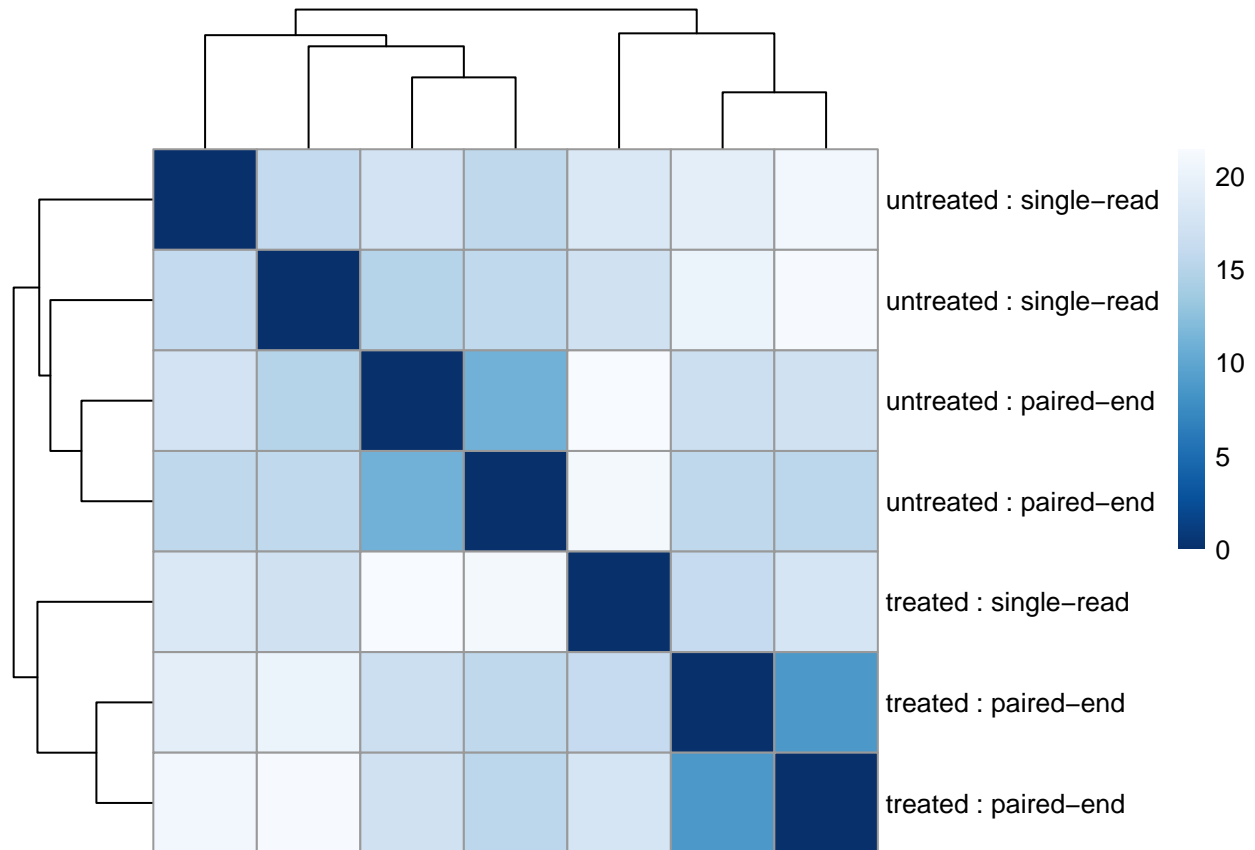 untreated : single−read
untreated : single−read
untreated : paired−end
untreated : paired−end
treated : single−read
treated : paired−end
treated : paired−end
20
15
10
5
0